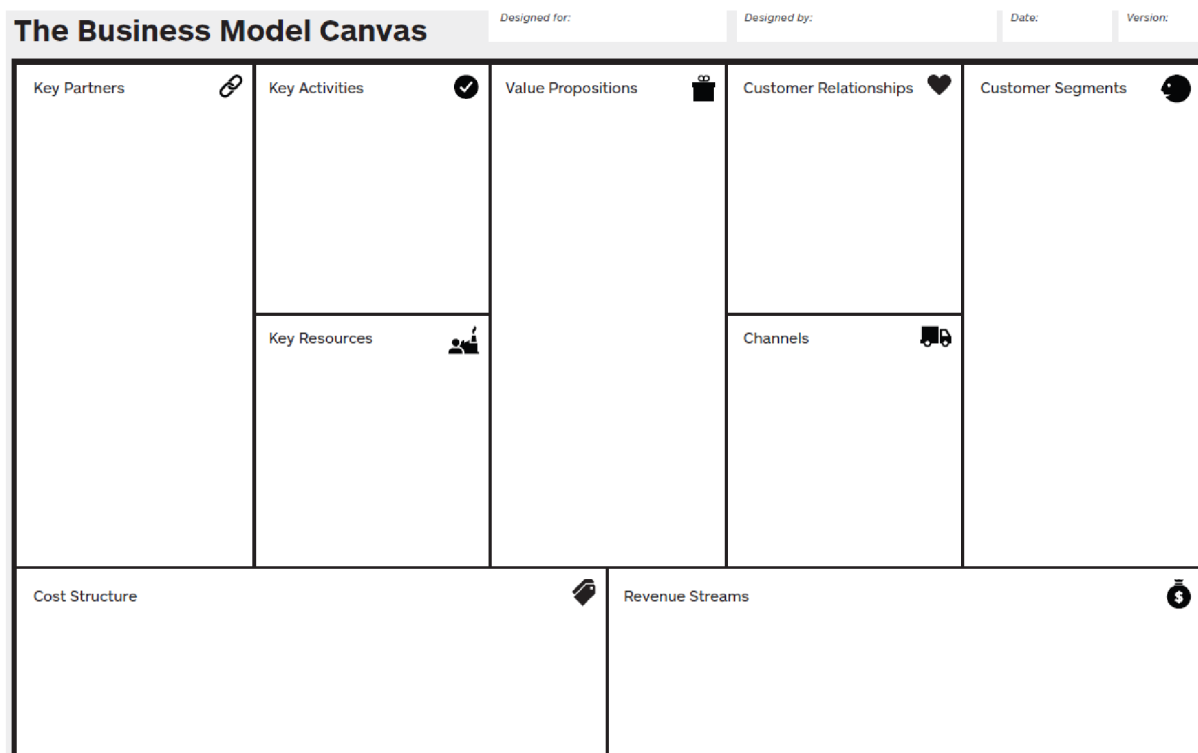 The Business Model Canvas
Designed for:
Designed by:
Date:
Version:
Key Partners
Key Activities
Value Propositions
Customer Relationships
Customer Segments
Key Resources
Channels
Cost Structure
Revenue Streams
$